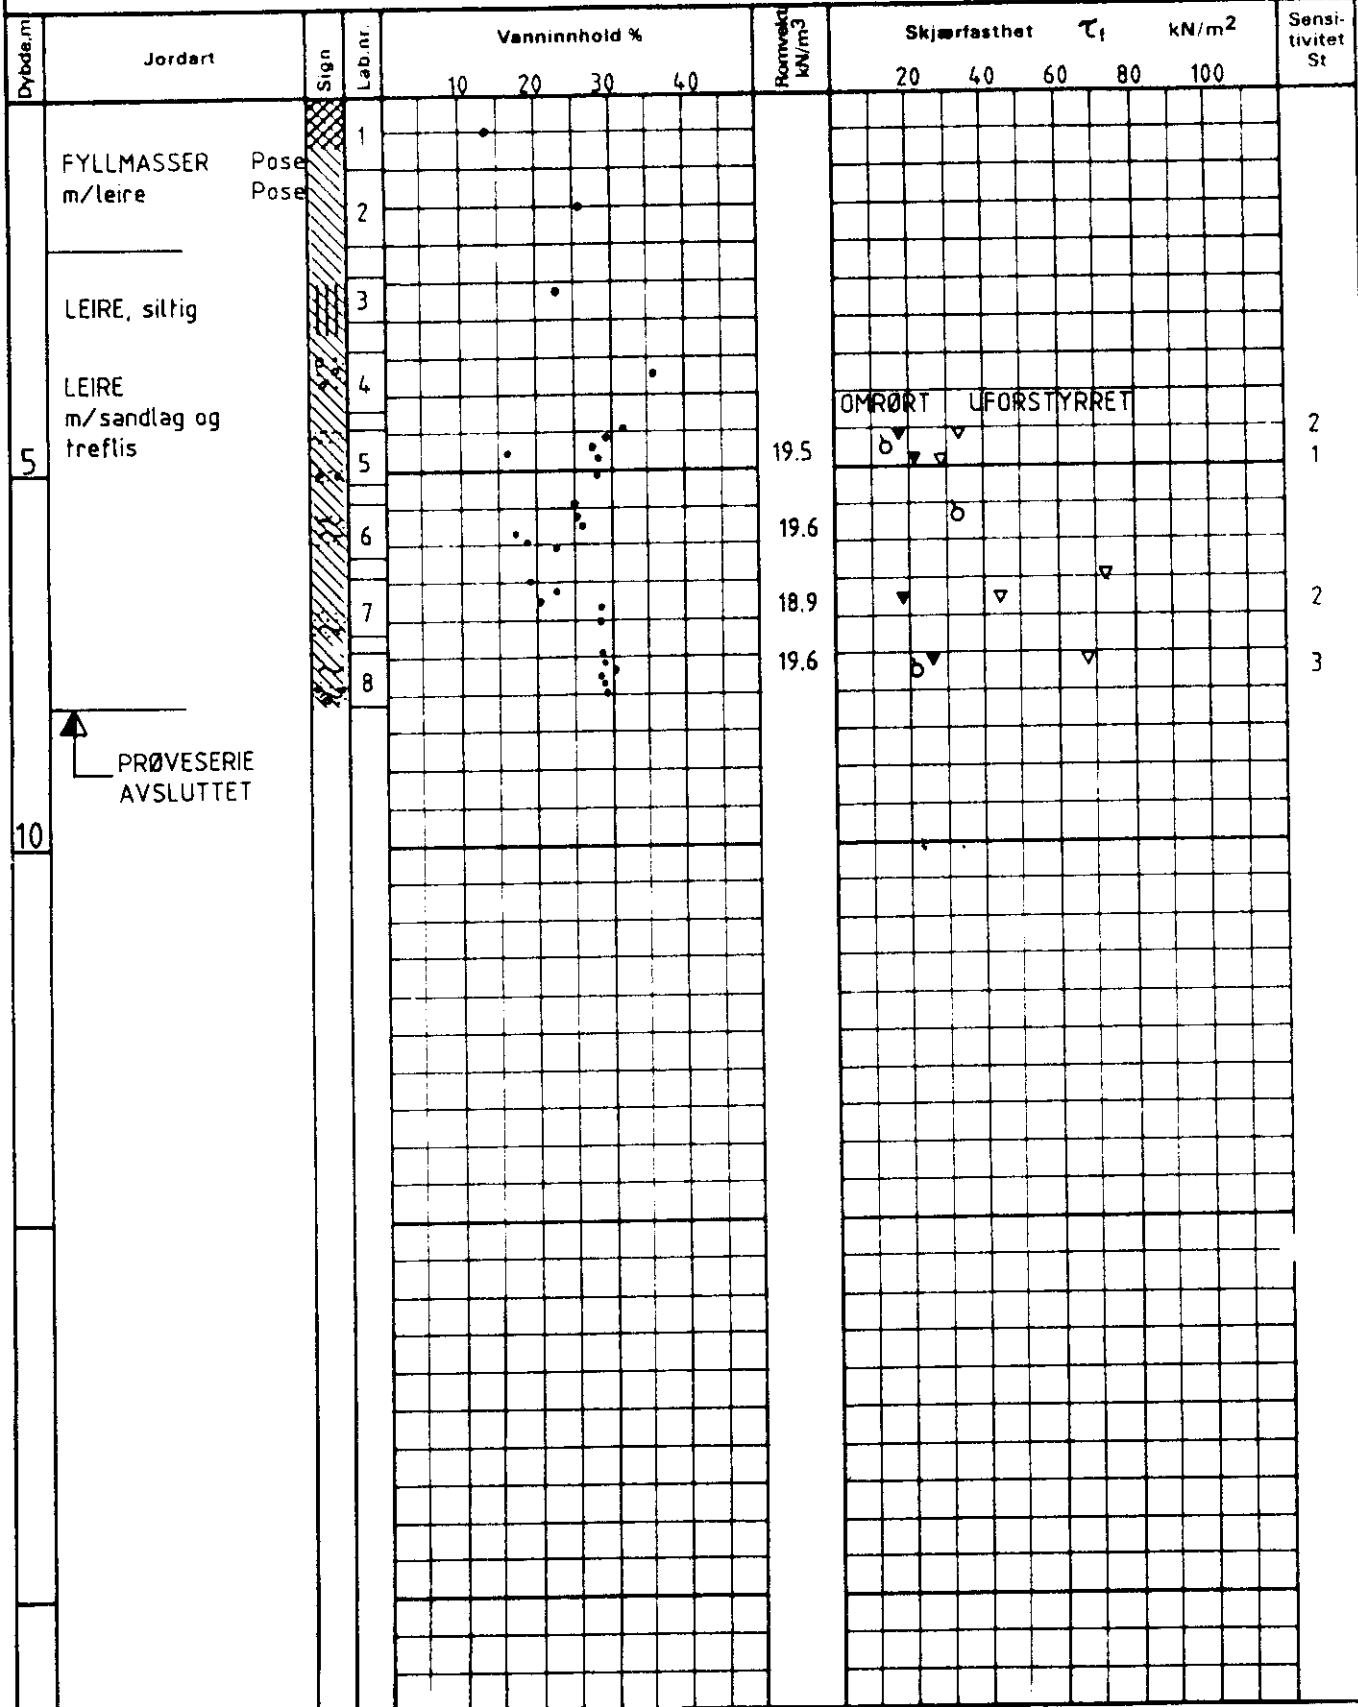 Dybde,m
Jordart
Sign
Lab.nr.
Vanninnhold %
10 20 30 40
Romvekt kN/m³
Skjærfasthet τf kN/m²
20 40 60 80 100
Sensi-
tivitet
St
1
FYLLMASSER Pose
m/leire Pose
2
LEIRE, siltig
3
LEIRE
m/sandlag og
treflis
4
OMRØRT UFORSTYRRET
2
5
5
19.5
1
6
19.6
7
18.9
2
8
19.6
3
PRØVESERIE
AVSLUTTET
10